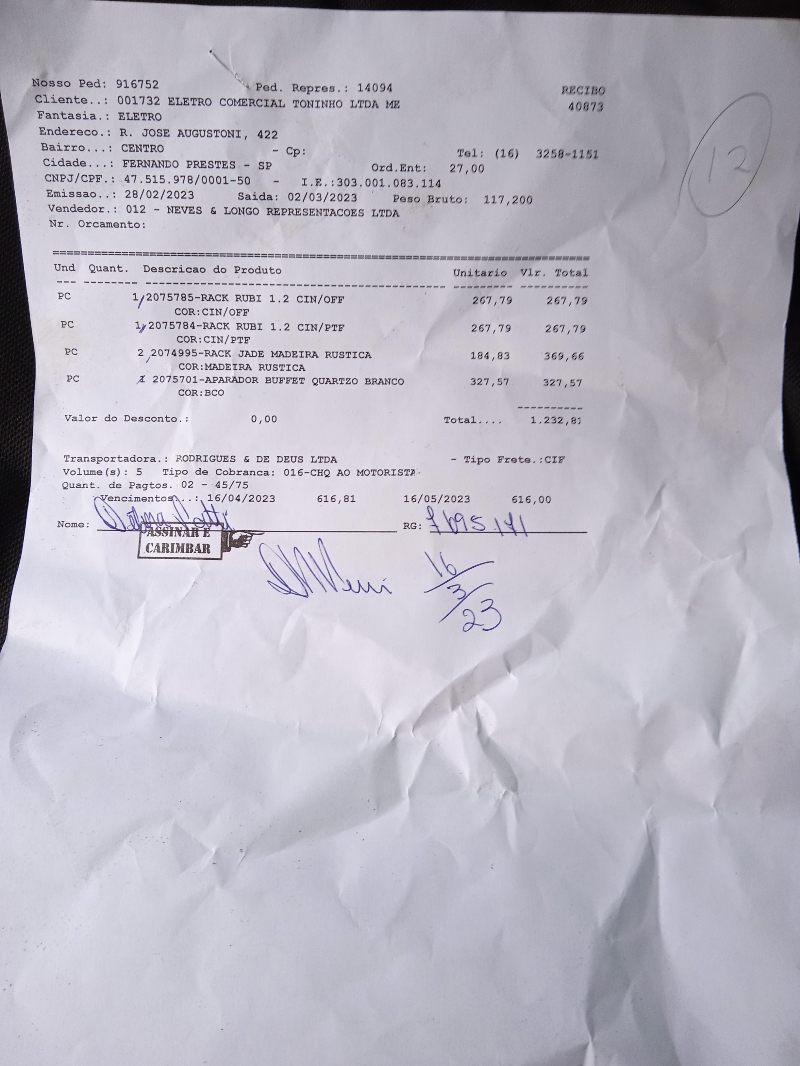 Nosso Ped: 916752 Ped. Repres.: 14094 RECIBO
Cliente..: 001732 ELETRO COMERCIAL TONINHO LTDA ME 40873
Fantasia.: ELETRO
Endereco.: R. JOSE AUGUSTONI, 422
Bairro...: CENTRO - Cp: Tel: (16) 3258-1151
Cidade...: FERNANDO PRESTES - SP Ord.Ent: 27,00
CNPJ/CPF.: 47.515.978/0001-50 - I.E.:303.001.083.114
Emissao..: 28/02/2023 Saida: 02/03/2023 Peso Bruto: 117,200
Vendedor.: 012 - NEVES & LONGO REPRESENTACOES LTDA
Nr. Orcamento:
12
Und Quant. Descricao do Produto Unitario Vlr. Total
PC 1 2075785-RACK RUBI 1.2 CIN/OFF 267,79 267,79
COR:CIN/OFF
PC 1 2075784-RACK RUBI 1.2 CIN/PTF 267,79 267,79
COR:CIN/PTF
PC 2 2074995-RACK JADE MADEIRA RUSTICA 184,83 369,66
COR:MADEIRA RUSTICA
PC 1 2075701-APARADOR BUFFET QUARTZO BRANCO 327,57 327,57
COR:BCO
Valor do Desconto.: 0,00 Total.... 1.232,81
Transportadora.: RODRIGUES & DE DEUS LTDA - Tipo Frete.:CIF
Volume(s): 5 Tipo de Cobranca: 016-CHQ AO MOTORISTA
Quant. de Pagtos. 02 - 45/75
Vencimentos..: 16/04/2023 616,81 16/05/2023 616,00
Nome: RG:
ASSINAR E
CARIMBAR
16/3/23